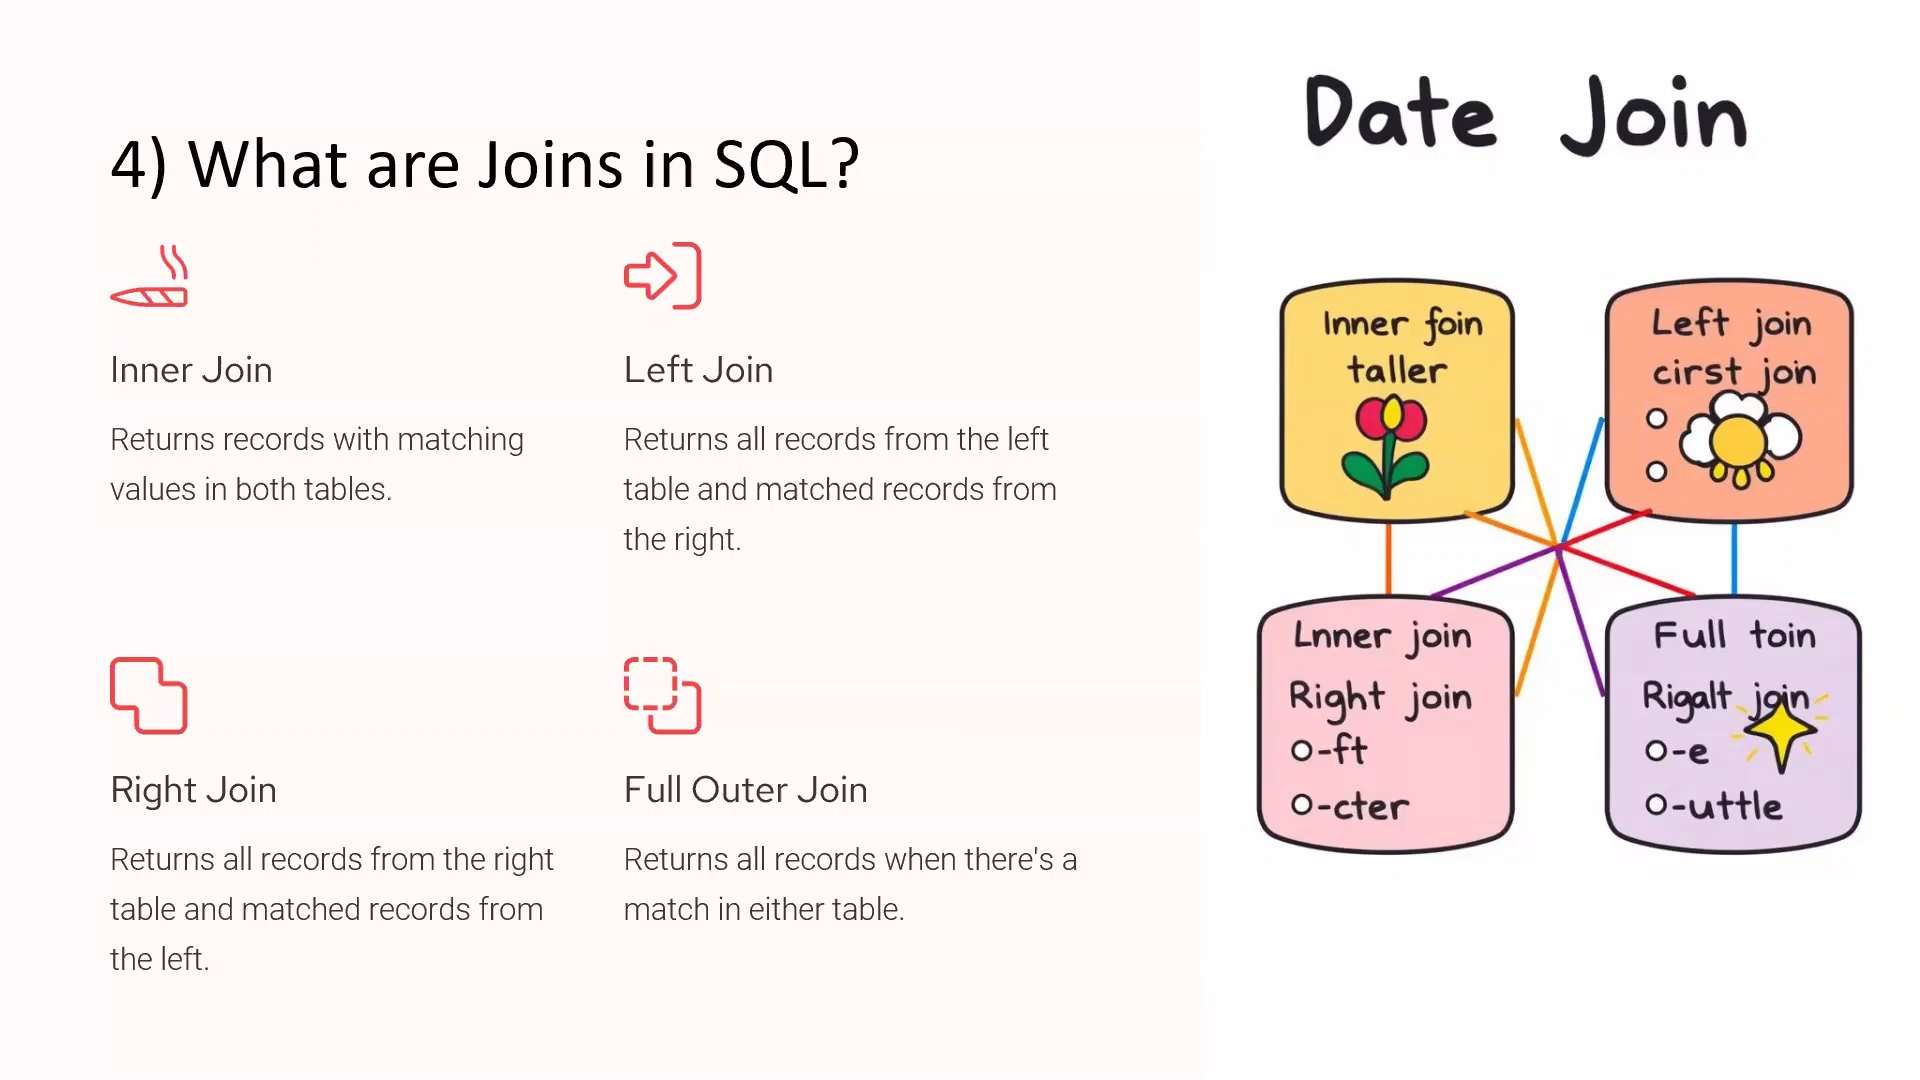 4) What are Joins in SQL?
Inner Join
Returns records with matching
values in both tables.
Left Join
Returns all records from the left
table and matched records from
the right.
Right Join
Returns all records from the right
table and matched records from
the left.
Full Outer Join
Returns all records when there's a
match in either table.
Date Join
Inner foin
taller
Left join
cirst jon
Lnner join
Right join
-ft
-cter
Full toin
Rigalt join
-e
-uttle